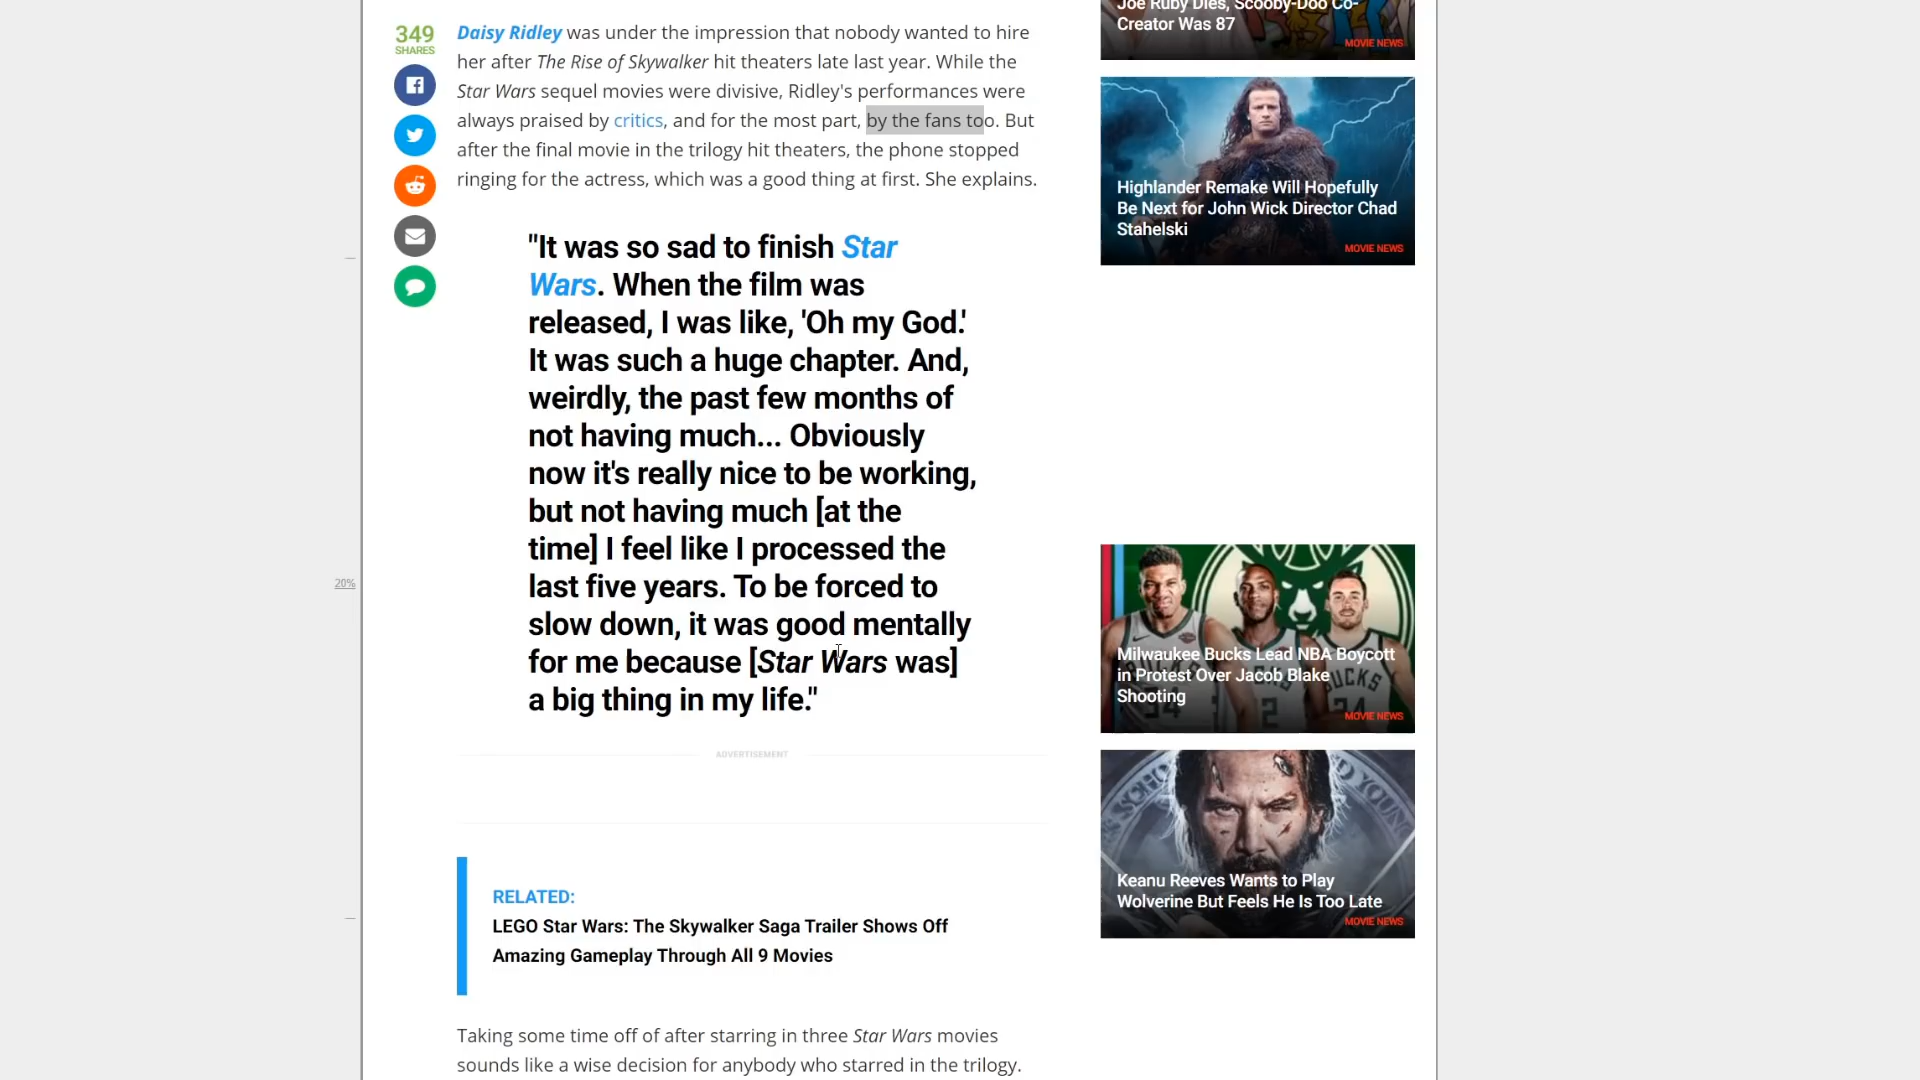 349
SHARES
Daisy Ridley was under the impression that nobody wanted to hire
her after The Rise of Skywalker hit theaters late last year. While the
Star Wars sequel movies were divisive, Ridley's performances were
always praised by critics, and for the most part, by the fans too. But
after the final movie in the trilogy hit theaters, the phone stopped
ringing for the actress, which was a good thing at first. She explains.
"It was so sad to finish Star
Wars. When the film was
released, I was like, 'Oh my God.'
It was such a huge chapter. And,
weirdly, the past few months of
not having much... Obviously
now it's really nice to be working,
but not having much [at the
time] I feel like I processed the
last five years. To be forced to
slow down, it was good mentally
for me because [Star Wars was]
a big thing in my life."
20%
ADVERTISEMENT
RELATED:
LEGO Star Wars: The Skywalker Saga Trailer Shows Off
Amazing Gameplay Through All 9 Movies
Taking some time off of after starring in three Star Wars movies
sounds like a wise decision for anybody who starred in the trilogy.
Joe Ruby Dies, Scooby-Doo Co-
Creator Was 87
MOVIE NEWS
Highlander Remake Will Hopefully
Be Next for John Wick Director Chad
Stahelski
MOVIE NEWS
Milwaukee Bucks Lead NBA Boycott
in Protest Over Jacob Blake
Shooting
MOVIE NEWS
Keanu Reeves Wants to Play
Wolverine But Feels He Is Too Late
MOVIE NEWS